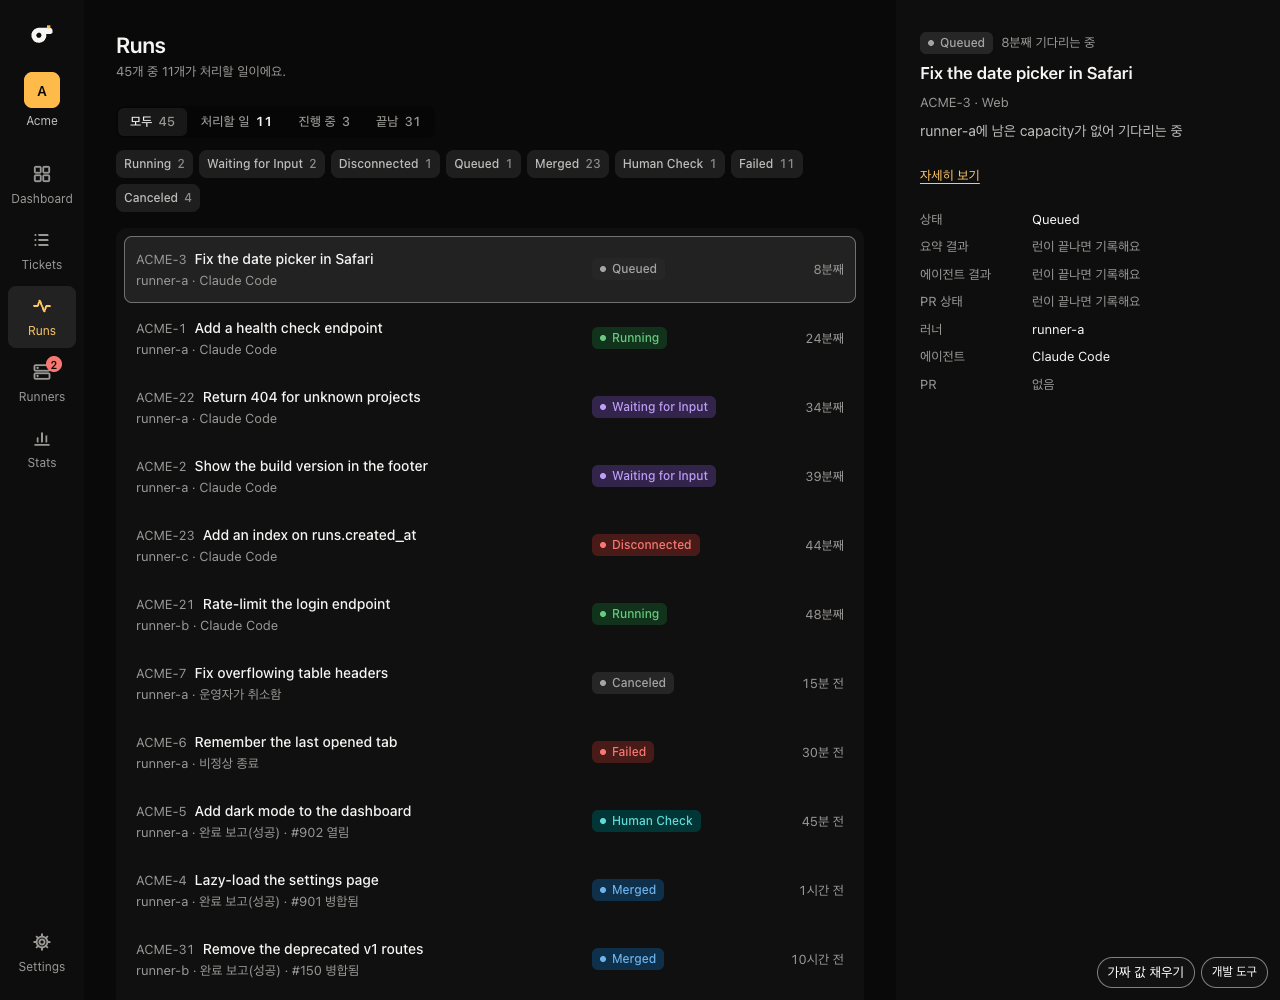 A
Acme
Dashboard
Tickets
Runs
2
Runners
Stats
Settings
Runs
45개 중 11개가 처리할 일이에요.
모두 45 처리할 일 11 진행 중 3 끝남 31
Running 2 Waiting for Input 2 Disconnected 1 Queued 1 Merged 23 Human Check 1 Failed 11
Canceled 4
ACME-3 Fix the date picker in Safari
runner-a · Claude Code
Queued
8분째
ACME-1 Add a health check endpoint
runner-a · Claude Code
Running
24분째
ACME-22 Return 404 for unknown projects
runner-a · Claude Code
Waiting for Input
34분째
ACME-2 Show the build version in the footer
runner-a · Claude Code
Waiting for Input
39분째
ACME-23 Add an index on runs.created_at
runner-c · Claude Code
Disconnected
44분째
ACME-21 Rate-limit the login endpoint
runner-b · Claude Code
Running
48분째
ACME-7 Fix overflowing table headers
runner-a · 운영자가 취소함
Canceled
15분 전
ACME-6 Remember the last opened tab
runner-a · 비정상 종료
Failed
30분 전
ACME-5 Add dark mode to the dashboard
runner-a · 완료 보고(성공) · #902 열림
Human Check
45분 전
ACME-4 Lazy-load the settings page
runner-a · 완료 보고(성공) · #901 병합됨
Merged
1시간 전
ACME-31 Remove the deprecated v1 routes
runner-b · 완료 보고(성공) · #150 병합됨
Merged
10시간 전
Queued 8분째 기다리는 중
Fix the date picker in Safari
ACME-3 · Web
runner-a에 남은 capacity가 없어 기다리는 중
자세히 보기
상태 Queued
요약 결과 런이 끝나면 기록해요
에이전트 결과 런이 끝나면 기록해요
PR 상태 런이 끝나면 기록해요
러너 runner-a
에이전트 Claude Code
PR 없음
가짜 값 채우기 개발 도구